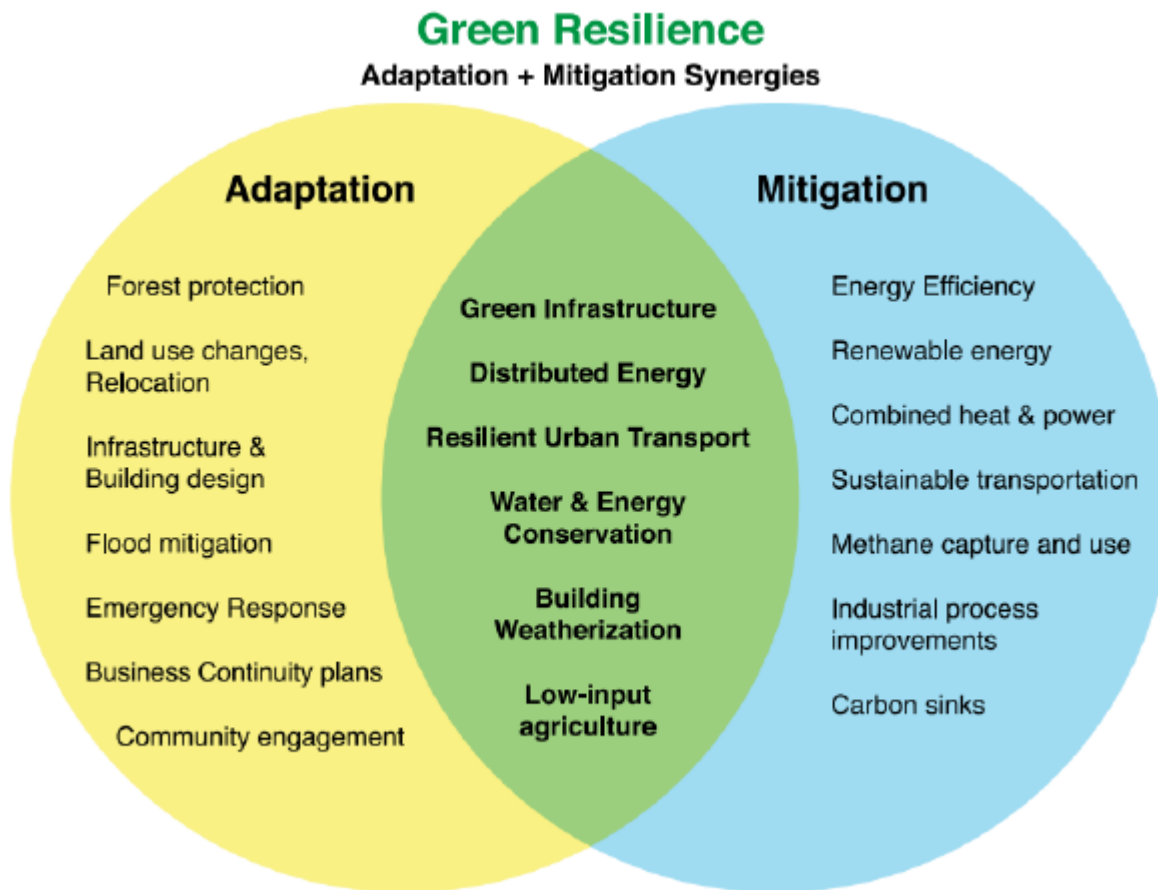 Green Resilience
Adaptation + Mitigation Synergies
Adaptation
Forest protection
Land use changes,
Relocation
Infrastructure &
Building design
Flood mitigation
Emergency Response
Business Continuity plans
Community engagement
Green Infrastructure
Distributed Energy
Resilient Urban Transport
Water & Energy
Conservation
Building
Weatherization
Low-input
agriculture
Mitigation
Energy Efficiency
Renewable energy
Combined heat & power
Sustainable transportation
Methane capture and use
Industrial process
improvements
Carbon sinks